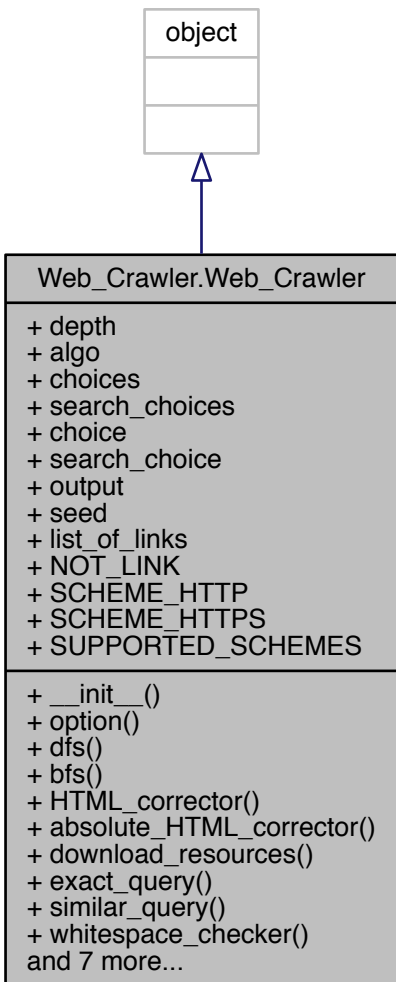 object
Web_Crawler.Web_Crawler
+ depth
+ algo
+ choices
+ search_choices
+ choice
+ search_choice
+ output
+ seed
+ list_of_links
+ NOT_LINK
+ SCHEME_HTTP
+ SCHEME_HTTPS
+ SUPPORTED_SCHEMES
+ __init__()
+ option()
+ dfs()
+ bfs()
+ HTML_corrector()
+ absolute_HTML_corrector()
+ download_resources()
+ exact_query()
+ similar_query()
+ whitespace_checker()
and 7 more...